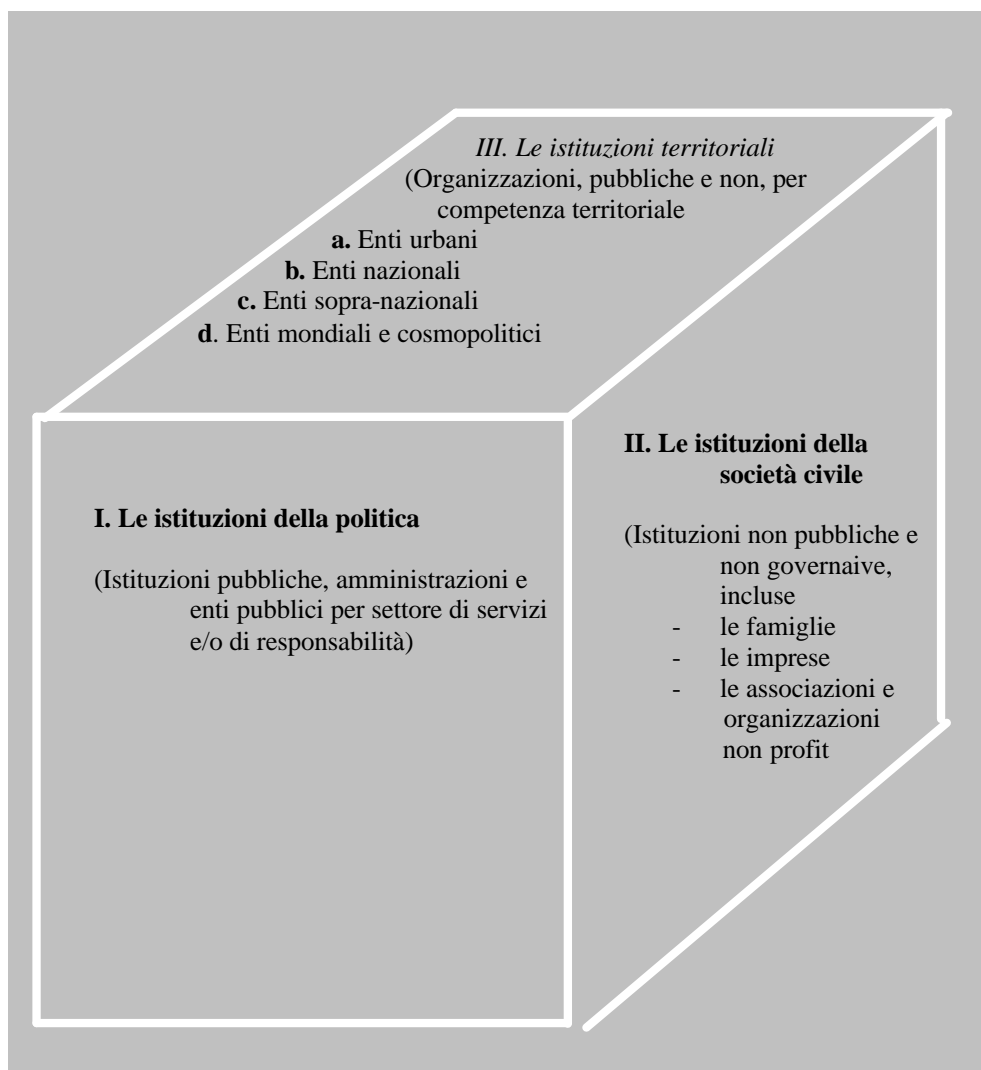 III. Le istituzioni territoriali
(Organizzazioni, pubbliche e non, per
competenza territoriale
a. Enti urbani
b. Enti nazionali
c. Enti sopra-nazionali
d. Enti mondiali e cosmopolitici
I. Le istituzioni della politica
(Istituzioni pubbliche, amministrazioni e
enti pubblici per settore di servizi
e/o di responsabilità)
II. Le istituzioni della
società civile
(Istituzioni non pubbliche e
non governaive,
incluse
- le famiglie
- le imprese
- le associazioni e
organizzazioni
non profit